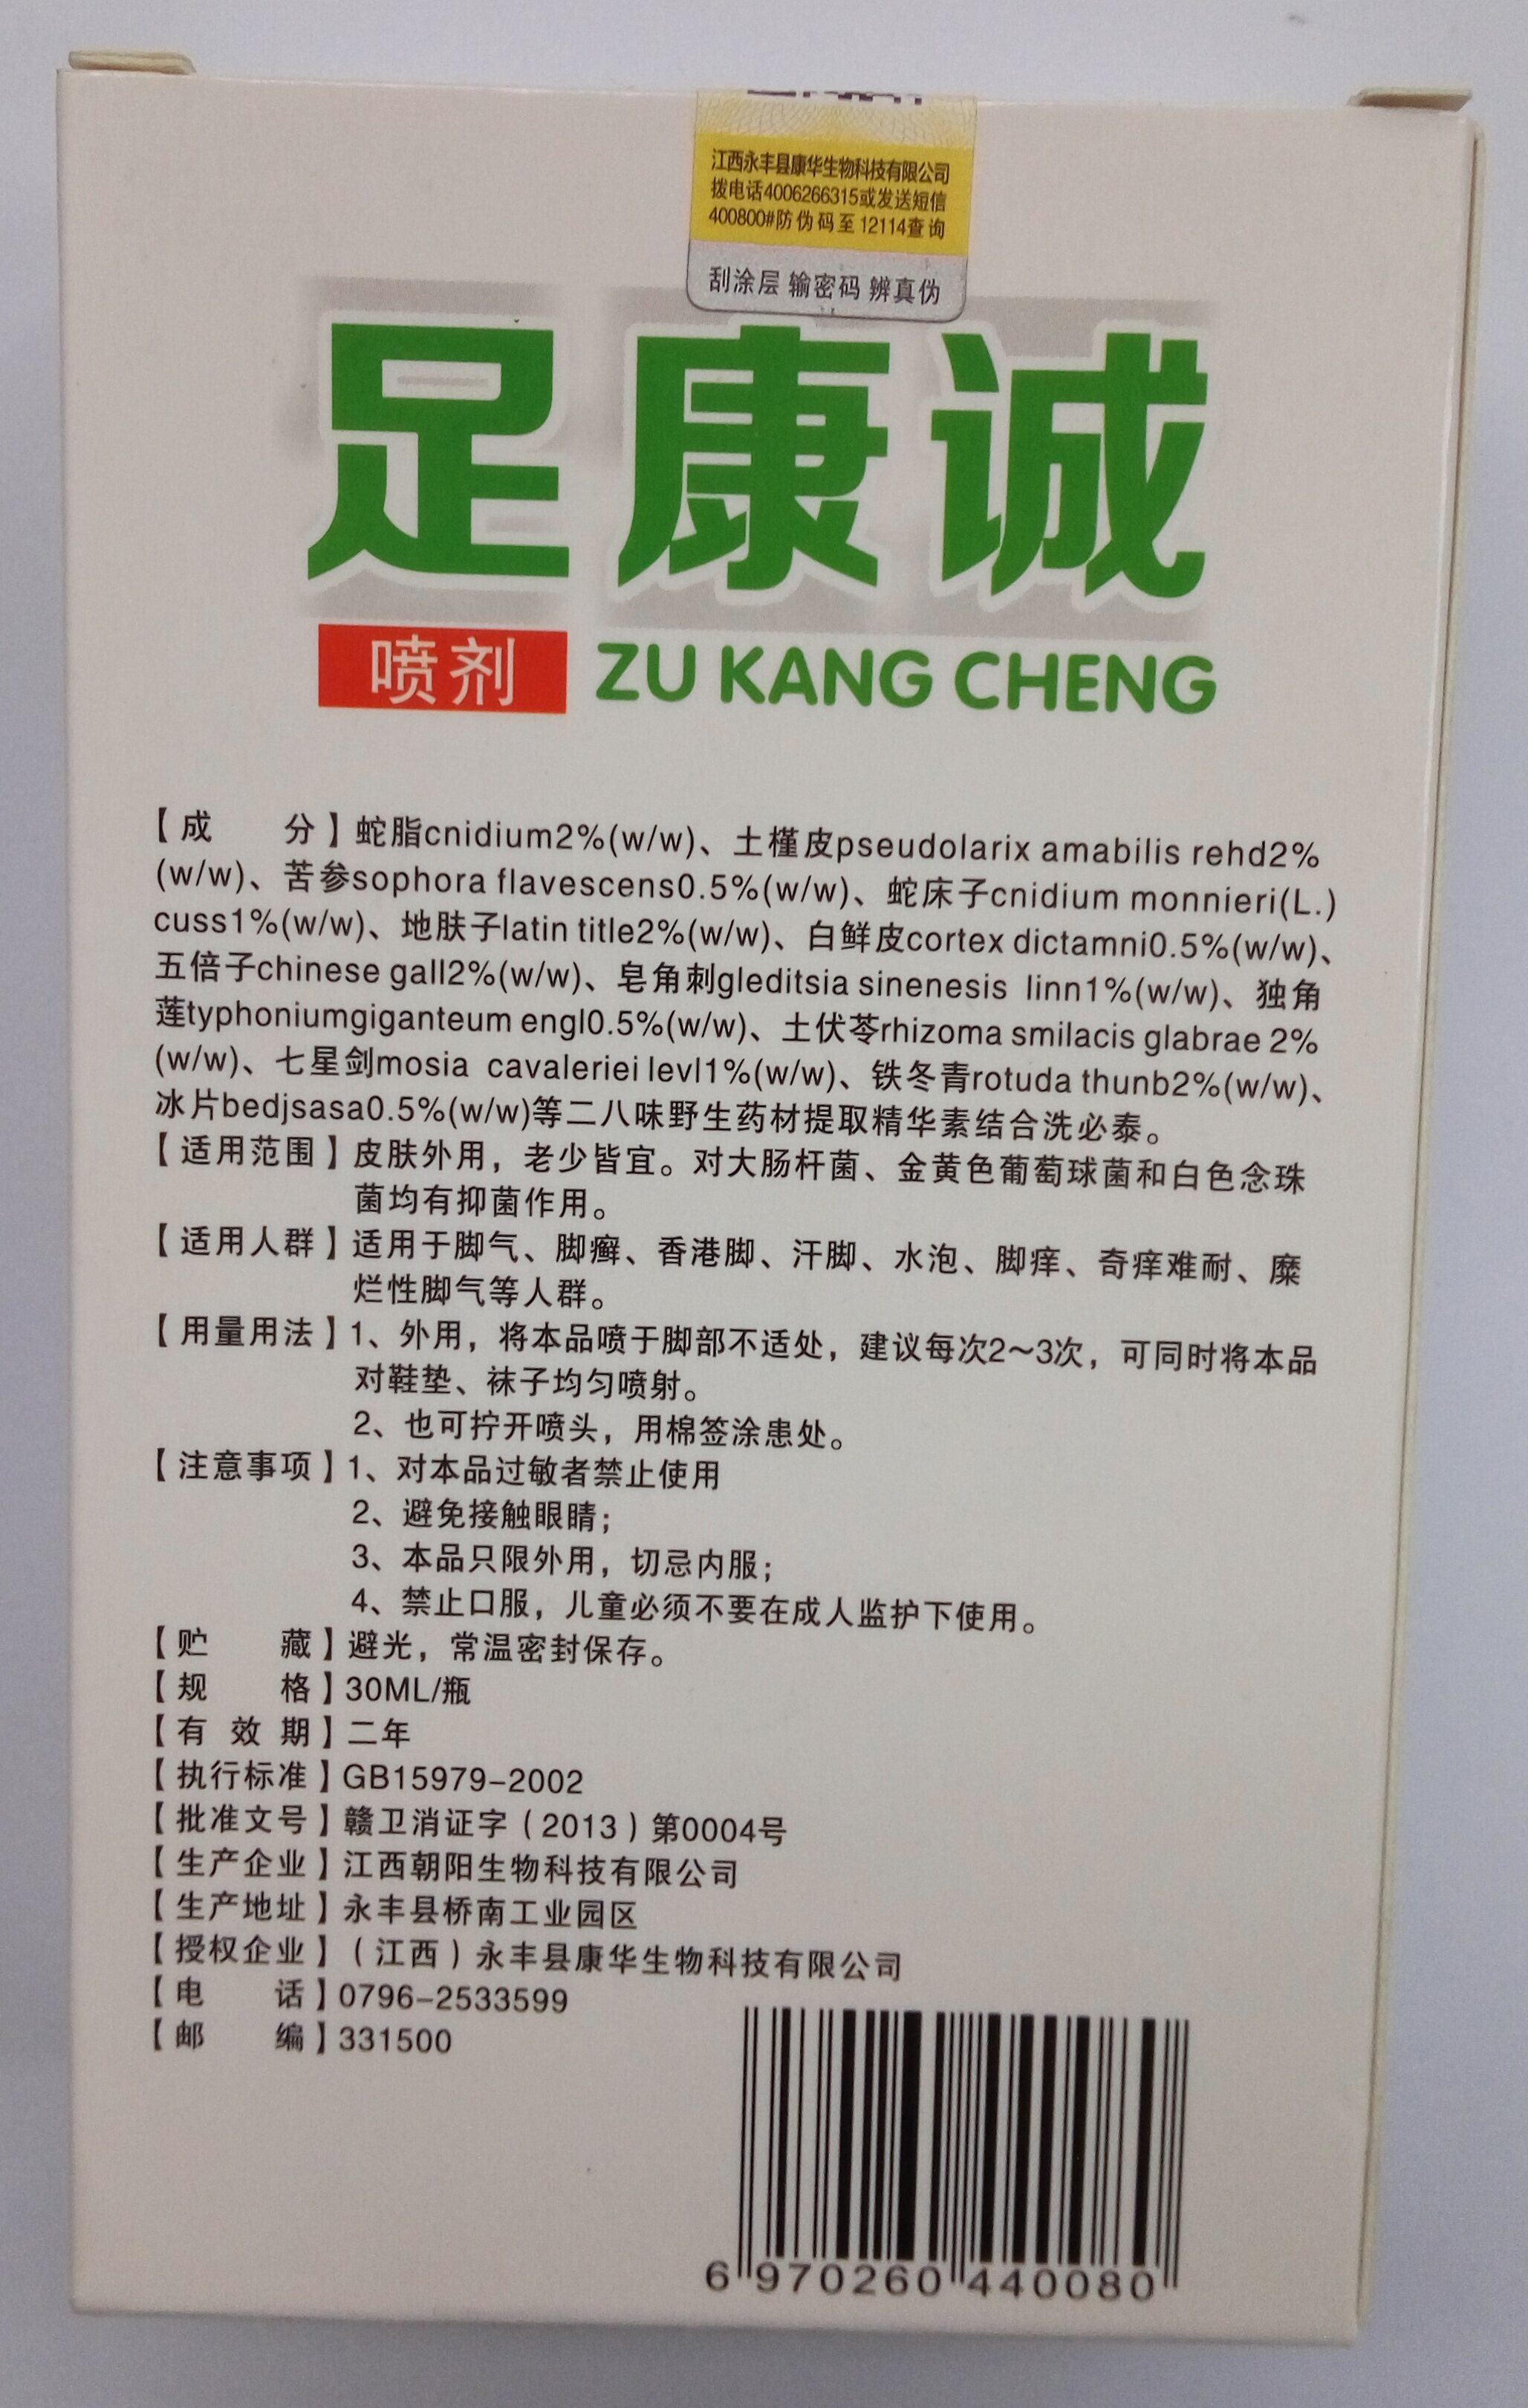 江西永丰县康华生物科技有限公司
拨电话4006266315或发送短信
400800#防伪码至12114查询
刮涂层 输密码 辨真伪
足康诚
喷剂 ZU KANG CHENG
【成 分】蛇脂cnidium2%(w/w)、土槿皮pseudolarix amabilis rehd2%
(w/w)、苦参sophora flavescens0.5%(w/w)、蛇床子cnidium monnieri(L.)
cuss1%(w/w)、地肤子latin title2%(w/w)、白鲜皮cortex dictamni0.5%(w/w)、
五倍子chinese gall2%(w/w)、皂角刺gleditsia sinenesis linn1%(w/w)、独角
莲typhoniumgiganteum engl0.5%(w/w)、土伏苓rhizoma smilacis glabrae 2%
(w/w)、七星剑mosia cavaleriei levl1%(w/w)、铁冬青rotuda thunb2%(w/w)、
冰片bedjsasa0.5%(w/w)等二八味野生药材提取精华素结合洗必泰。
【适用范围】皮肤外用，老少皆宜。对大肠杆菌、金黄色葡萄球菌和白色念珠
菌均有抑菌作用。
【适用人群】适用于脚气、脚癣、香港脚、汗脚、水泡、脚痒、奇痒难耐、糜
烂性脚气等人群。
【用量用法】1、外用，将本品喷于脚部不适处，建议每次2～3次，可同时将本品
对鞋垫、袜子均匀喷射。
2、也可拧开喷头，用棉签涂患处。
【注意事项】1、对本品过敏者禁止使用
2、避免接触眼睛；
3、本品只限外用，切忌内服；
4、禁止口服，儿童必须不要在成人监护下使用。
【贮 藏】避光，常温密封保存。
【规 格】30ML/瓶
【有 效 期】二年
【执行标准】GB15979-2002
【批准文号】赣卫消证字（2013）第0004号
【生产企业】江西朝阳生物科技有限公司
【生产地址】永丰县桥南工业园区
【授权企业】（江西）永丰县康华生物科技有限公司
【电 话】0796-2533599
【邮 编】331500
6 970260 440080